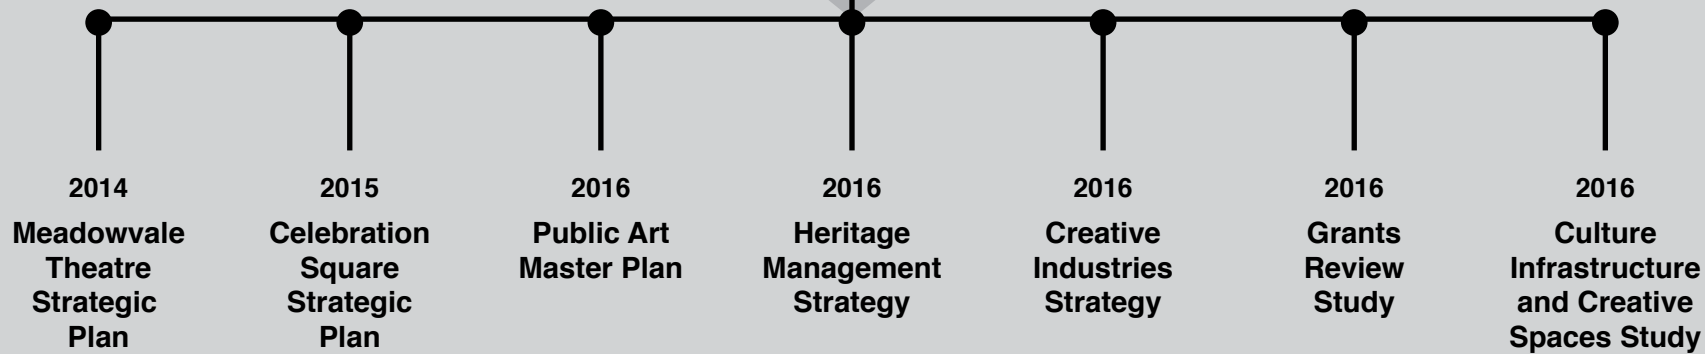 2014
Meadowvale
Theatre
Strategic
Plan
2015
Celebration
Square
Strategic
Plan
2016
Public Art
Master Plan
2016
Heritage
Management
Strategy
2016
Creative
Industries
Strategy
2016
Grants
Review
Study
2016
Culture
Infrastructure
and Creative
Spaces Study